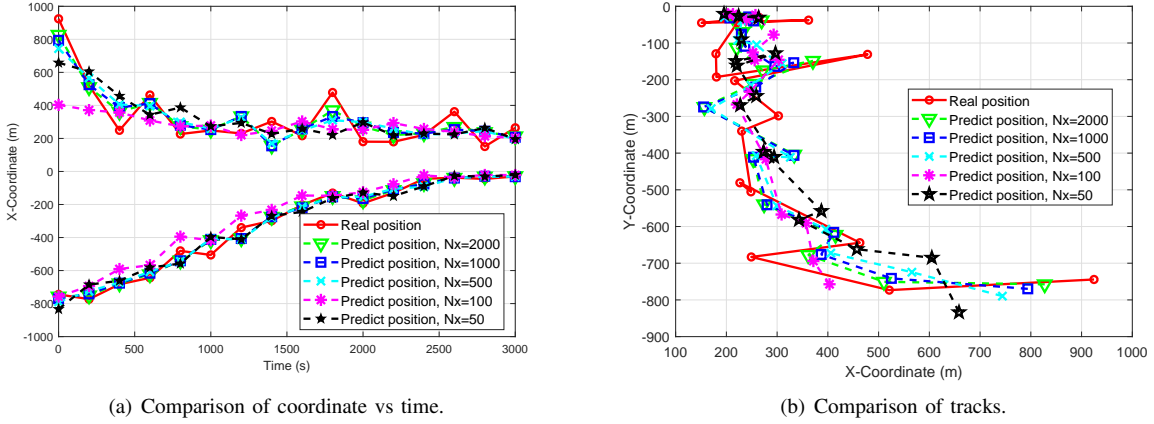 1000
800
600
400
200
0
-200
-400
-600
-800
-1000
X-Coordinate (m)
0 500 1000 1500 2000 2500 3000
Time (s)
Real position
Predict position, Nx=2000
Predict position, Nx=1000
Predict position, Nx=500
Predict position, Nx=100
Predict position, Nx=50
(a) Comparison of coordinate vs time.
0
-100
-200
-300
-400
-500
-600
-700
-800
-900
Y-Coordinate (m)
100 200 300 400 500 600 700 800 900 1000
X-Coordinate (m)
Real position
Predict position, Nx=2000
Predict position, Nx=1000
Predict position, Nx=500
Predict position, Nx=100
Predict position, Nx=50
(b) Comparison of tracks.